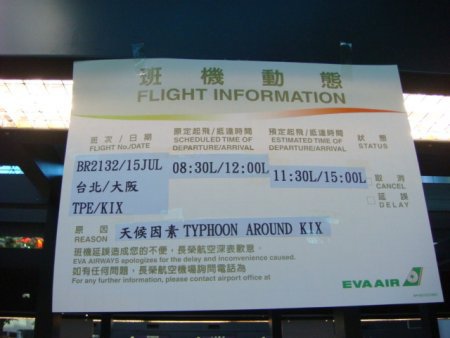 班機動態
FLIGHT INFORMATION
班次/日期 原定起飛/抵達時間 預定起飛/抵達時間 狀態
FLIGHT No./DATE SCHEDULED TIME OF DEPARTURE/ARRIVAL ESTIMATED TIME OF DEPARTURE/ARRIVAL STATUS
BR2132/15JUL 08:30L/12:00L 11:30L/15:00L 取消
CANCEL
台北/大阪 延誤
TPE/KIX DELAY
原因 天候因素 TYPHOON AROUND KIX
REASON
班機延誤造成您的不便，長榮航空深表歉意．
EVA AIRWAYS apologizes for the delay and inconvenience caused.
如有任何問題，長榮航空機場詢問電話為
For any further information, please contact airport office at
EVA AIR